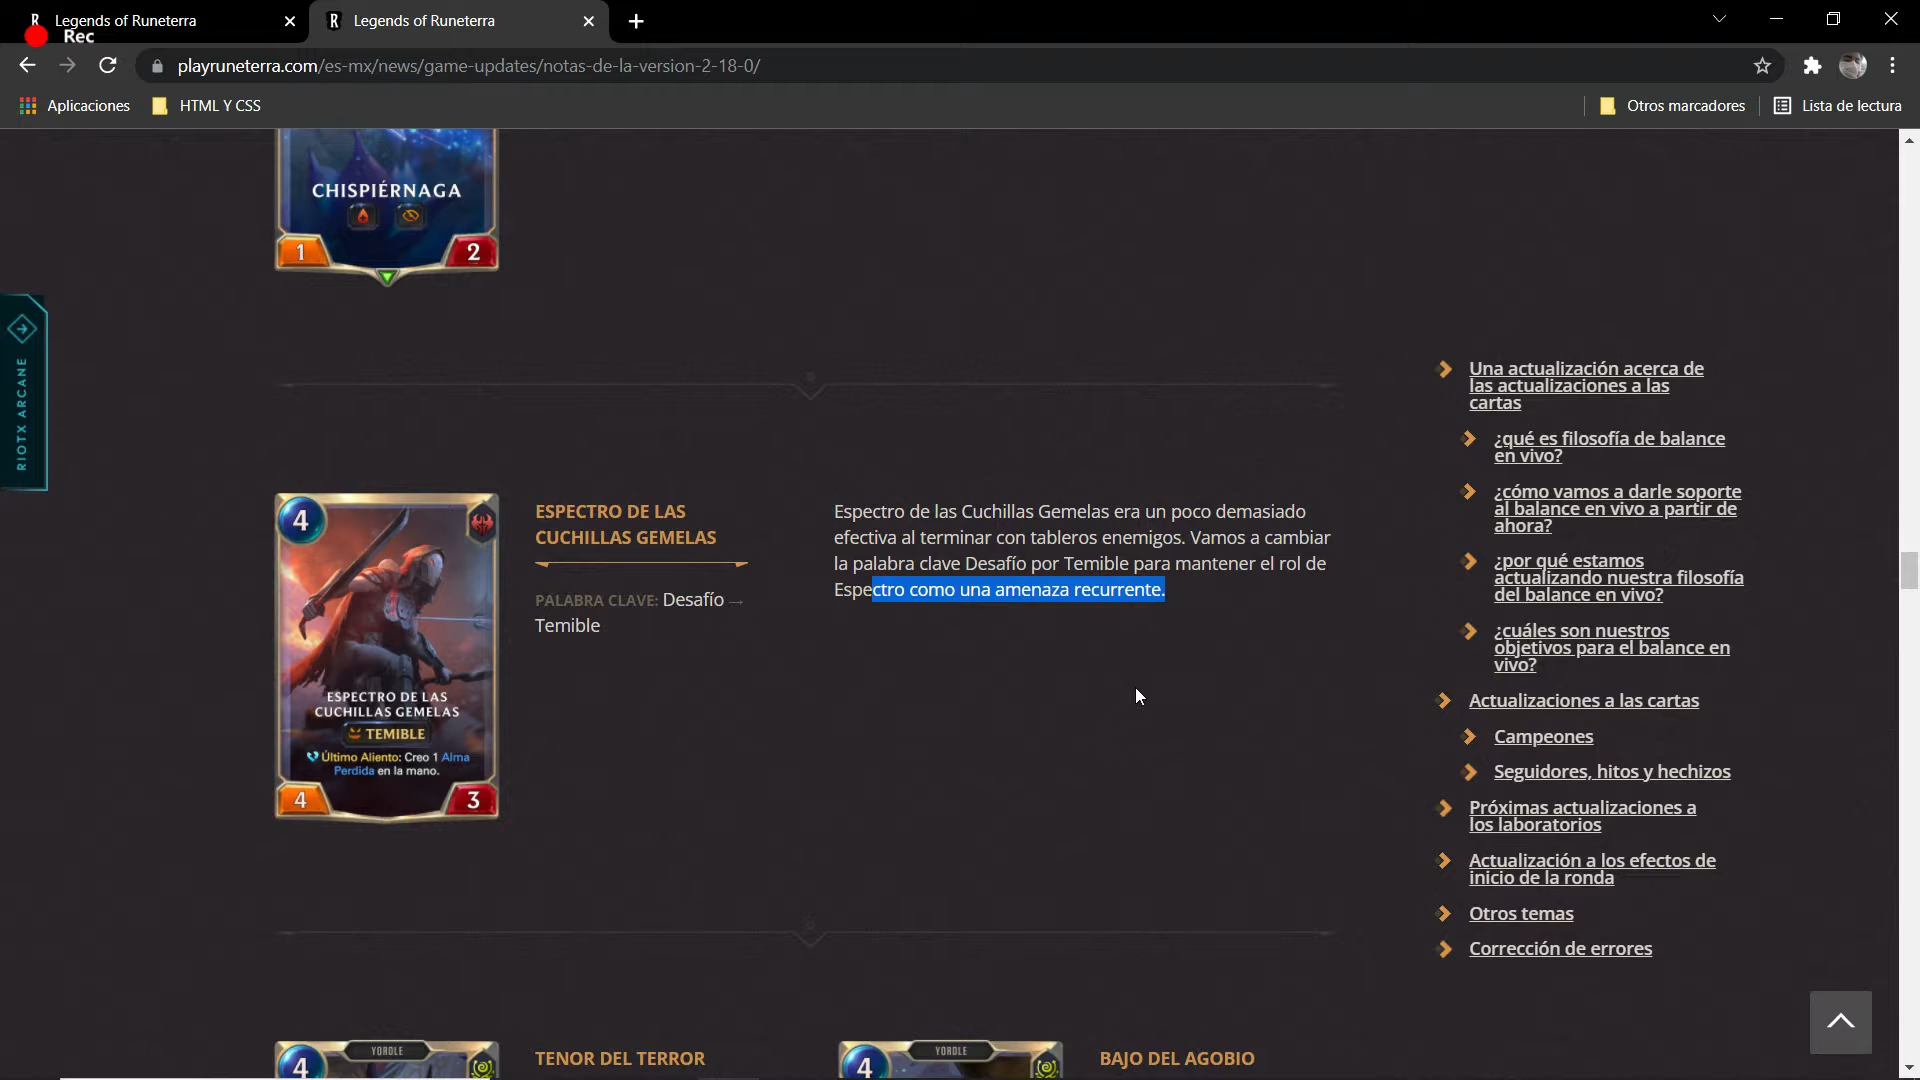 Legends of Runeterra
Legends of Runeterra
Rec
playruneterra.com/es-mx/news/game-updates/notas-de-la-version-2-18-0/
Aplicaciones
HTML Y CSS
Otros marcadores
Lista de lectura
CHISPIÉRNAGA
1
2
RIOTX ARCANE
4
ESPECTRO DE LAS
CUCHILLAS GEMELAS
TEMIBLE
Último Aliento: Creo 1 Alma
Perdida en la mano.
4
3
ESPECTRO DE LAS
CUCHILLAS GEMELAS
PALABRA CLAVE: Desafío →
Temible
Espectro de las Cuchillas Gemelas era un poco demasiado
efectiva al terminar con tableros enemigos. Vamos a cambiar
la palabra clave Desafío por Temible para mantener el rol de
Espectro como una amenaza recurrente.
Una actualización acerca de
las actualizaciones a las
cartas
¿qué es filosofía de balance
en vivo?
¿cómo vamos a darle soporte
al balance en vivo a partir de
ahora?
¿por qué estamos
actualizando nuestra filosofía
del balance en vivo?
¿cuáles son nuestros
objetivos para el balance en
vivo?
Actualizaciones a las cartas
Campeones
Seguidores, hitos y hechizos
Próximas actualizaciones a
los laboratorios
Actualización a los efectos de
inicio de la ronda
Otros temas
Corrección de errores
4
YORDLE
TENOR DEL TERROR
4
YORDLE
BAJO DEL AGOBIO